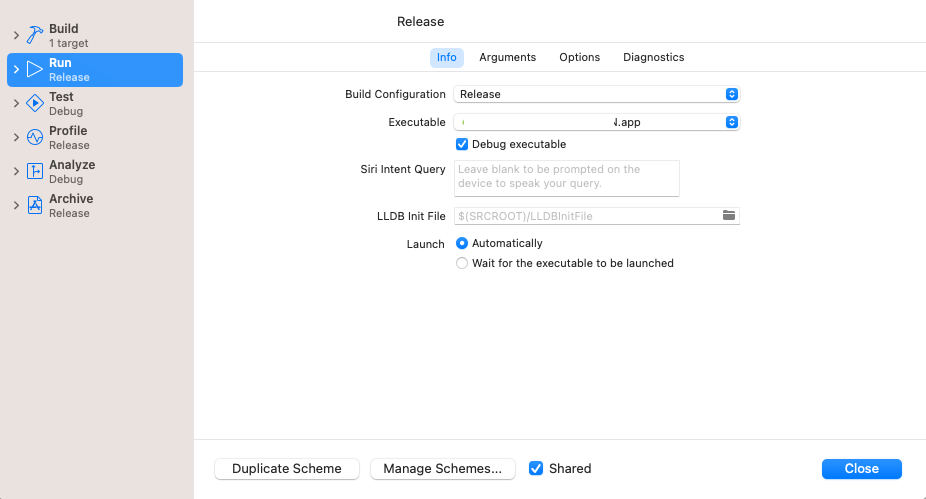 Release
Build
1 target
Run
Release
Test
Debug
Profile
Release
Analyze
Debug
Archive
Release
Info Arguments Options Diagnostics
Build Configuration Release
Executable .app
Debug executable
Siri Intent Query Leave blank to be prompted on the
device to speak your query.
LLDB Init File $(SRCROOT)/LLDBInitFile
Launch Automatically
Wait for the executable to be launched
Duplicate Scheme Manage Schemes... Shared Close